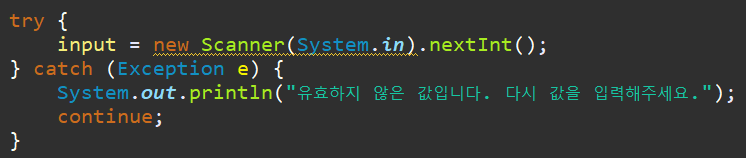 try {
    input = new Scanner(System.in).nextInt();
} catch (Exception e) {
    System.out.println("유효하지 않은 값입니다. 다시 값을 입력해주세요.");
    continue;
}